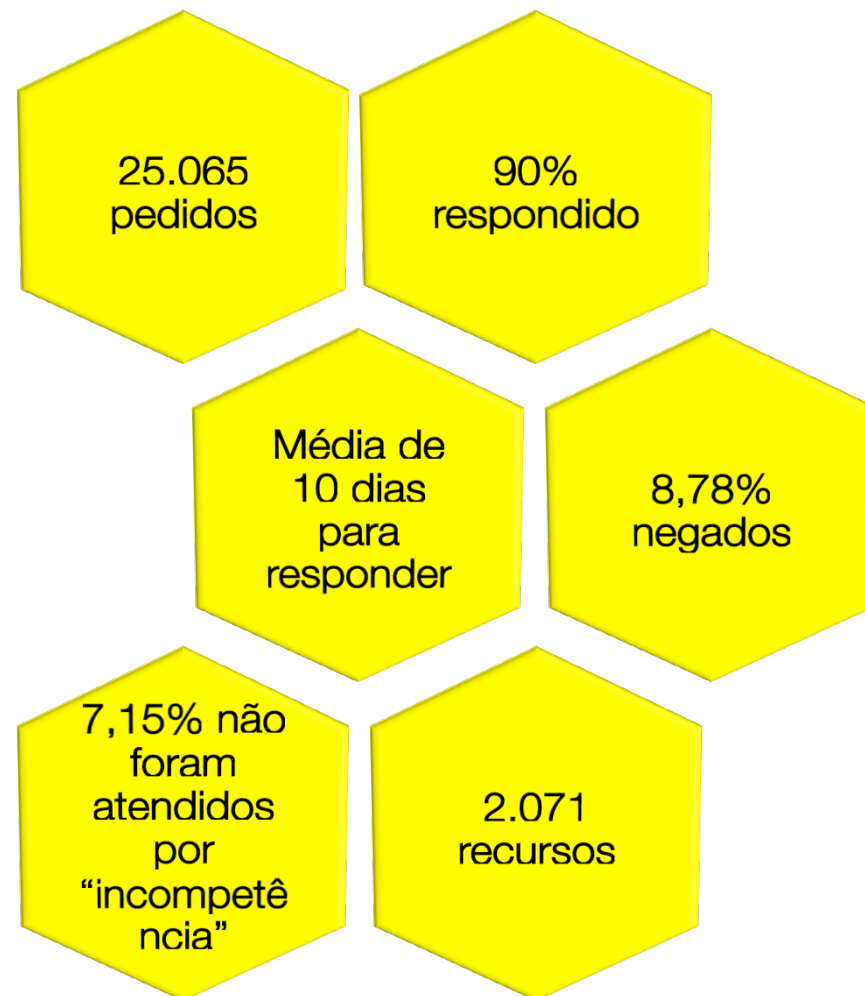 25.065
pedidos
90%
respondido
Média de
10 dias
para
responder
8,78%
negados
7,15% não
foram
atendidos
por
“incompetê
ncia”
2.071
recursos